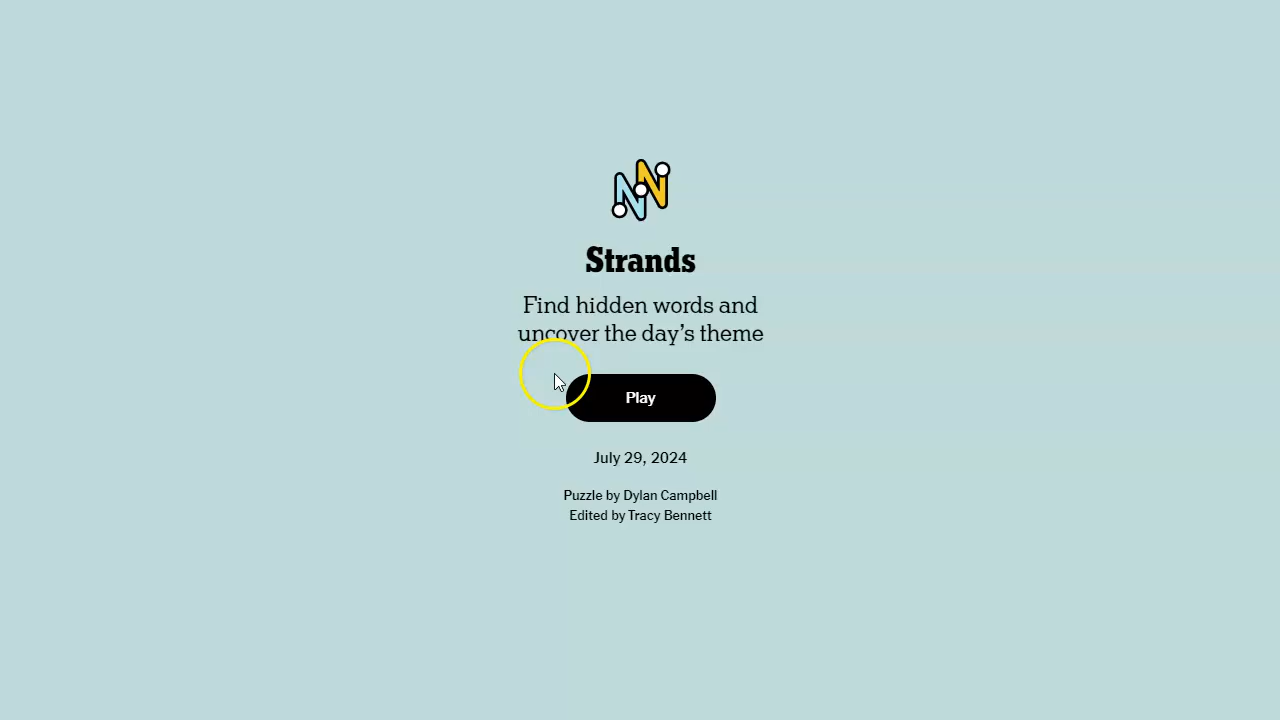 Strands
Find hidden words and
uncover the day’s theme
Play
July 29, 2024
Puzzle by Dylan Campbell
Edited by Tracy Bennett